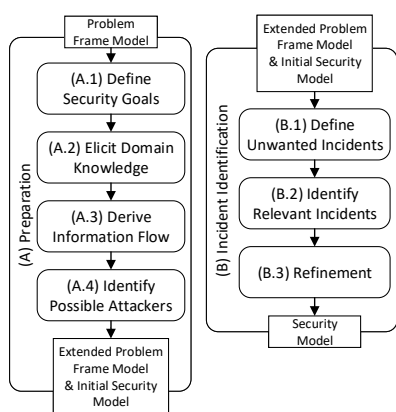 Problem
Frame Model
(A) Preparation
(A.1) Define
Security Goals
(A.2) Elicit Domain
Knowledge
(A.3) Derive
Information Flow
(A.4) Identify
Possible Attackers
Extended Problem
Frame Model
& Initial Security
Model
Extended Problem
Frame Model
& Initial Security
Model
(B) Incident Identification
(B.1) Define
Unwanted Incidents
(B.2) Identify
Relevant Incidents
(B.3) Refinement
Security
Model